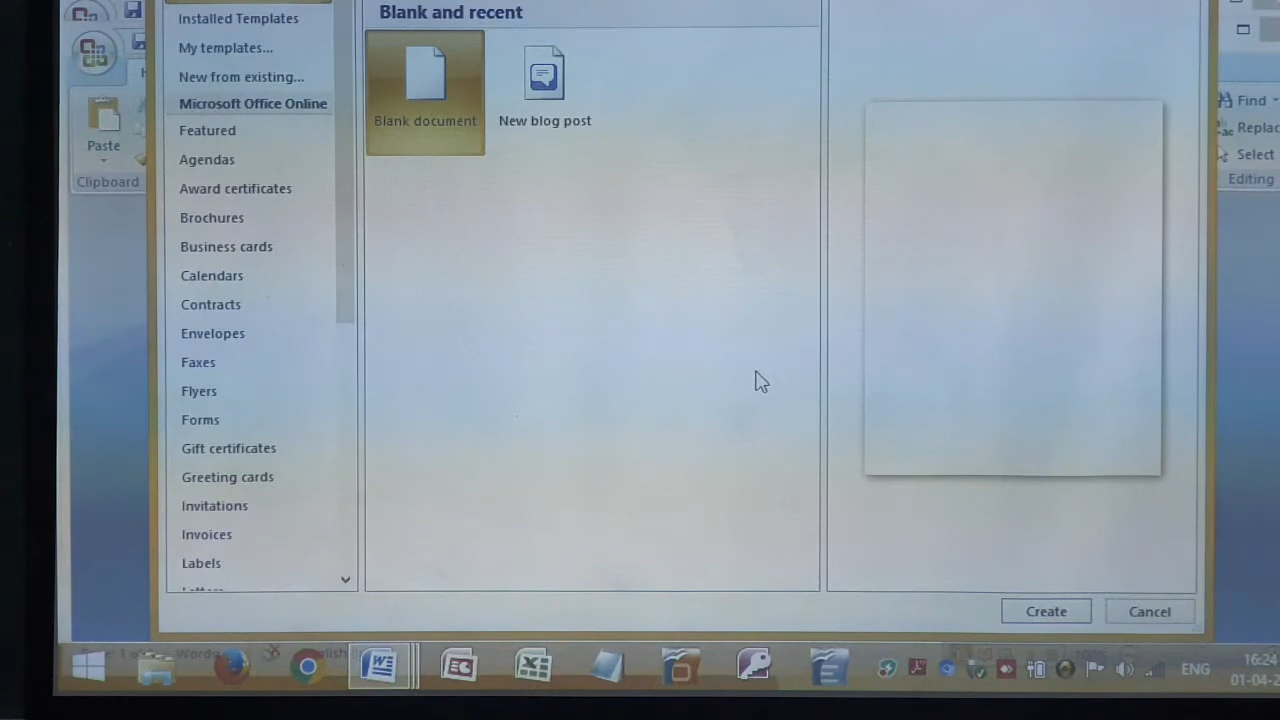 Installed Templates
My templates...
New from existing...
Microsoft Office Online
Featured
Agendas
Award certificates
Brochures
Business cards
Calendars
Contracts
Envelopes
Faxes
Flyers
Forms
Gift certificates
Greeting cards
Invitations
Invoices
Labels
Blank and recent
Blank document
New blog post
Create
Cancel
Paste
Clipboard
Find
Select
Editing
ENG
16:24